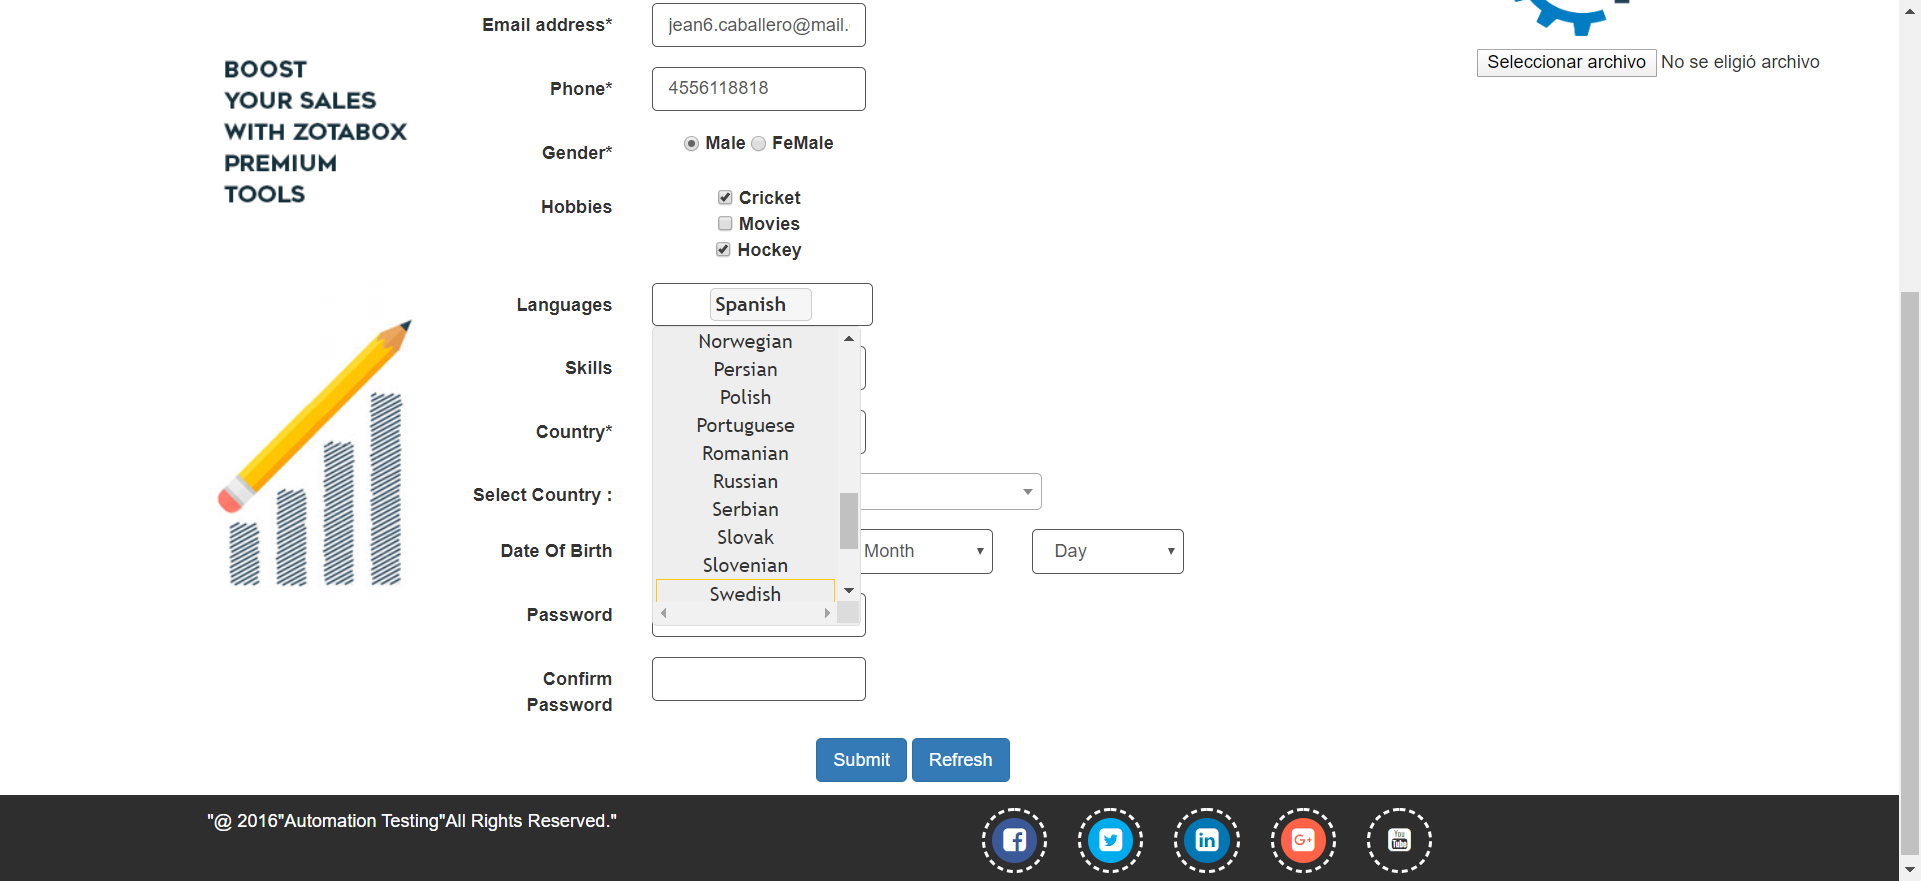 BOOST
YOUR SALES
WITH ZOTABOX
PREMIUM
TOOLS
Email address*
jean6.caballero@mail.
Seleccionar archivo No se eligió archivo
Phone*
4556118818
Gender*
Male FeMale
Hobbies
Cricket
Movies
Hockey
Languages
Spanish
Norwegian
Persian
Polish
Portuguese
Romanian
Russian
Serbian
Slovak
Slovenian
Swedish
Skills
Country*
Select Country :
Date Of Birth
Month
Day
Password
Confirm
Password
Submit
Refresh
"@ 2016"Automation Testing"All Rights Reserved."
f
in
G+
You
Tube